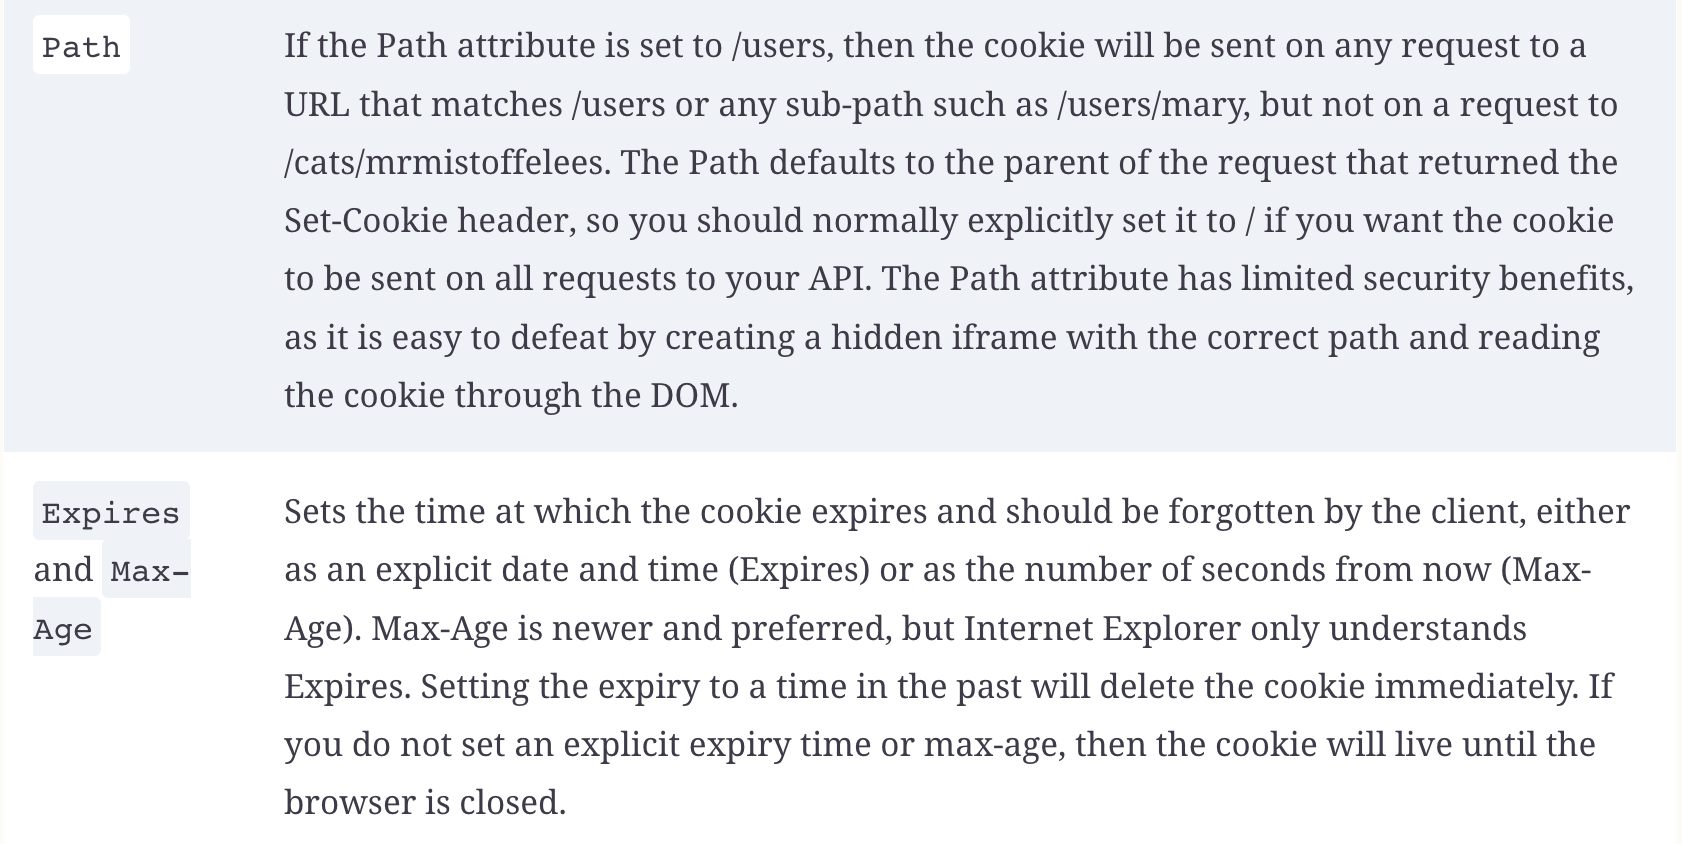 Path
If the Path attribute is set to /users, then the cookie will be sent on any request to a
URL that matches /users or any sub-path such as /users/mary, but not on a request to
/cats/mrmistoffelees. The Path defaults to the parent of the request that returned the
Set-Cookie header, so you should normally explicitly set it to / if you want the cookie
to be sent on all requests to your API. The Path attribute has limited security benefits,
as it is easy to defeat by creating a hidden iframe with the correct path and reading
the cookie through the DOM.
Expires
and Max-
Age
Sets the time at which the cookie expires and should be forgotten by the client, either
as an explicit date and time (Expires) or as the number of seconds from now (Max-
Age). Max-Age is newer and preferred, but Internet Explorer only understands
Expires. Setting the expiry to a time in the past will delete the cookie immediately. If
you do not set an explicit expiry time or max-age, then the cookie will live until the
browser is closed.